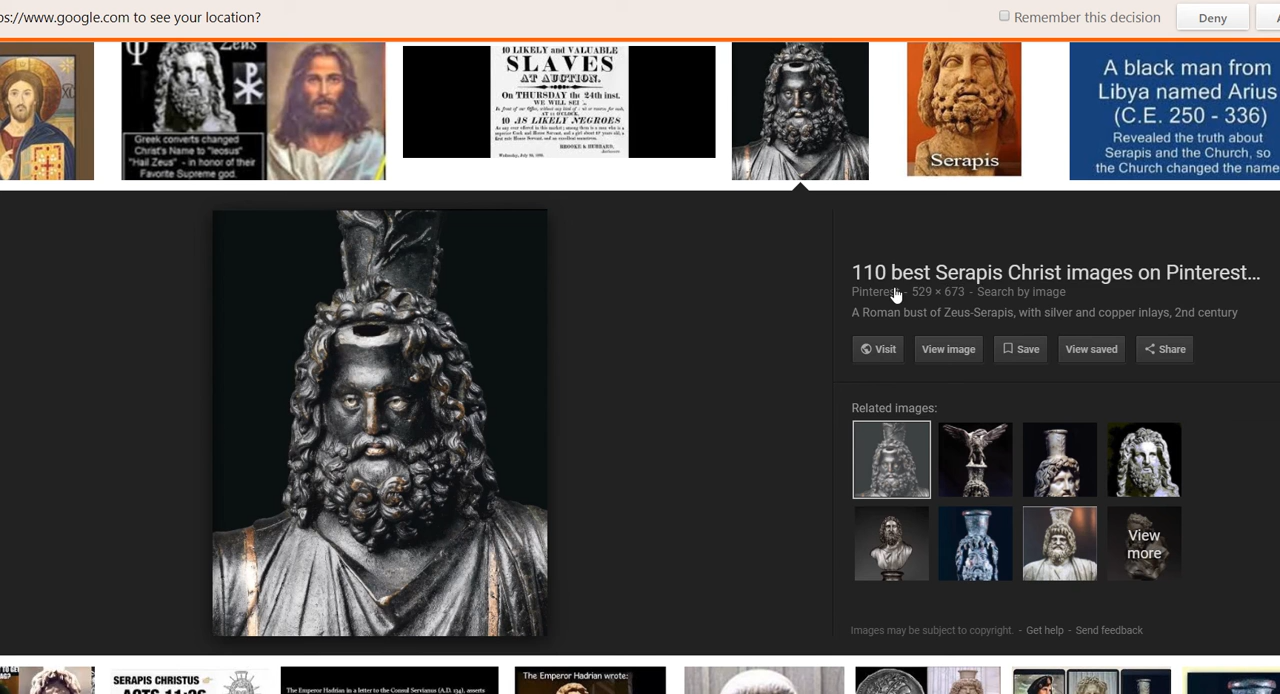 ps://www.google.com to see your location?
Remember this decision
Deny
Zeus
Greek converts changed
Christ's Name to "Iesous"
"Hail Zeus" - in honor of their
Favorite Supreme god.
10 LIKELY and VALUABLE
SLAVES
AT AUCTION.
On THURSDAY the 24th inst.
WE WILL SEL
LIKELY NEGROES
Serapis
A black man from
Libya named Arius
(C.E. 250 - 336)
Revealed the truth about
Serapis and the Church, so
the Church changed the name
110 best Serapis Christ images on Pinterest...
Pinterest - 529 × 673 - Search by image
A Roman bust of Zeus-Serapis, with silver and copper inlays, 2nd century
Visit
View image
Save
View saved
Share
Related images:
View
more
Images may be subject to copyright. - Get help - Send feedback
SERAPIS CHRISTUS
ACTS 11:26
The Emperor Hadrian in a letter to the Consul Servianus (A.D. 134), asserts
The Emperor Hadrian wrote: